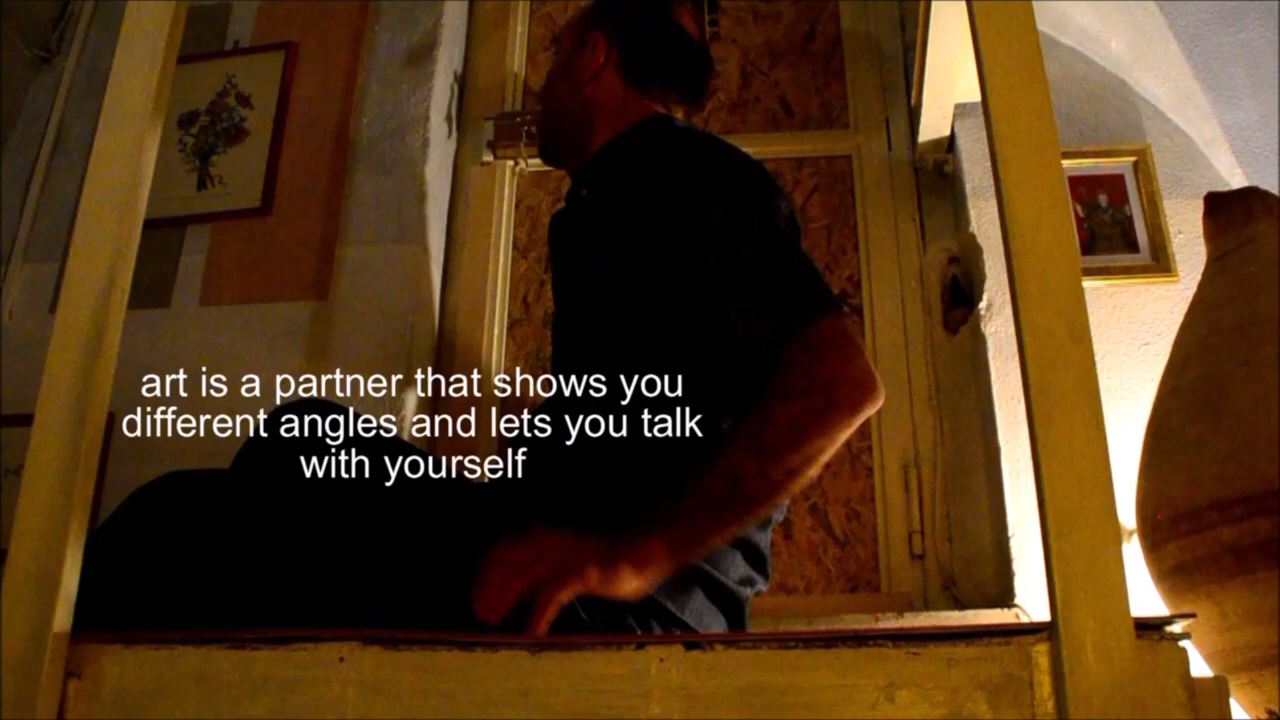 art is a partner that shows you
different angles and lets you talk
with yourself